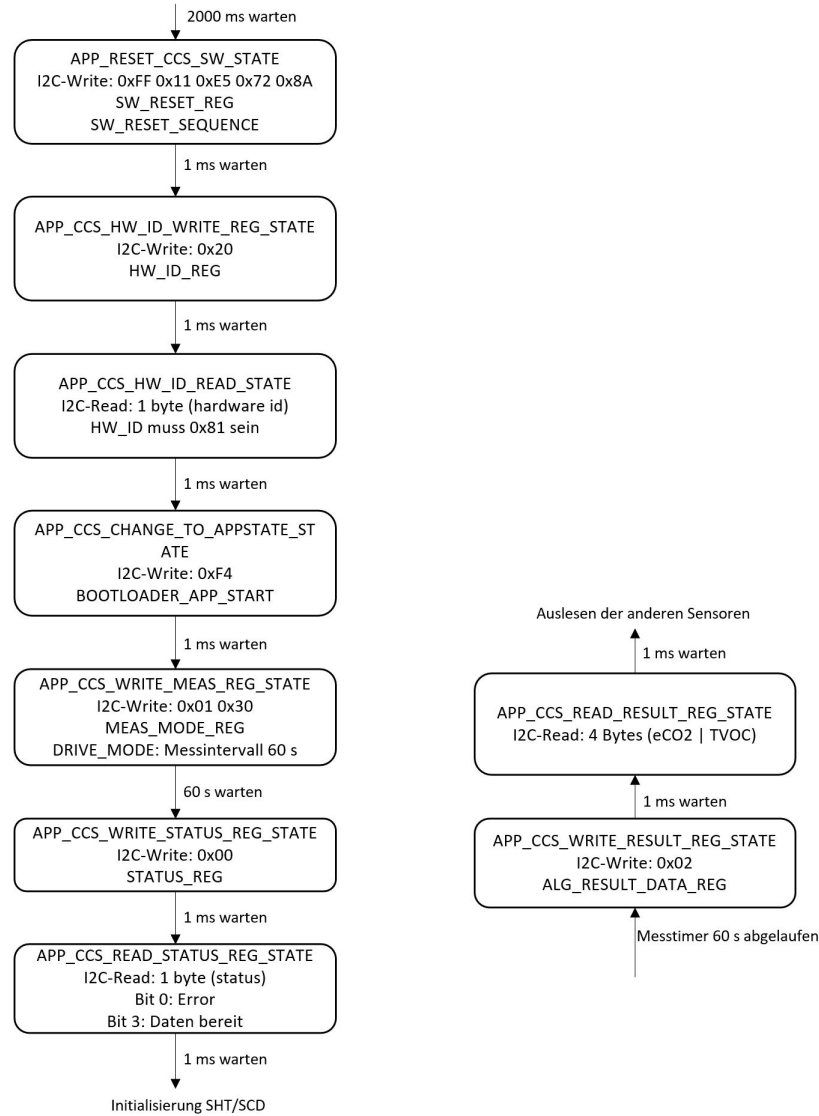 2000 ms warten
APP_RESET_CCS_SW_STATE
I2C-Write: 0xFF 0x11 0xE5 0x72 0x8A
SW_RESET_REG
SW_RESET_SEQUENCE
1 ms warten
APP_CCS_HW_ID_WRITE_REG_STATE
I2C-Write: 0x20
HW_ID_REG
1 ms warten
APP_CCS_HW_ID_READ_STATE
I2C-Read: 1 byte (hardware id)
HW_ID muss 0x81 sein
1 ms warten
APP_CCS_CHANGE_TO_APPSTATE_ST
ATE
I2C-Write: 0xF4
BOOTLOADER_APP_START
1 ms warten
APP_CCS_WRITE_MEAS_REG_STATE
I2C-Write: 0x01 0x30
MEAS_MODE_REG
DRIVE_MODE: Messintervall 60 s
60 s warten
APP_CCS_WRITE_STATUS_REG_STATE
I2C-Write: 0x00
STATUS_REG
1 ms warten
APP_CCS_READ_STATUS_REG_STATE
I2C-Read: 1 byte (status)
Bit 0: Error
Bit 3: Daten bereit
1 ms warten
Initialisierung SHT/SCD
Auslesen der anderen Sensoren
1 ms warten
APP_CCS_READ_RESULT_REG_STATE
I2C-Read: 4 Bytes (eCO2 | TVOC)
1 ms warten
APP_CCS_WRITE_RESULT_REG_STATE
I2C-Write: 0x02
ALG_RESULT_DATA_REG
Messtimer 60 s abgelaufen